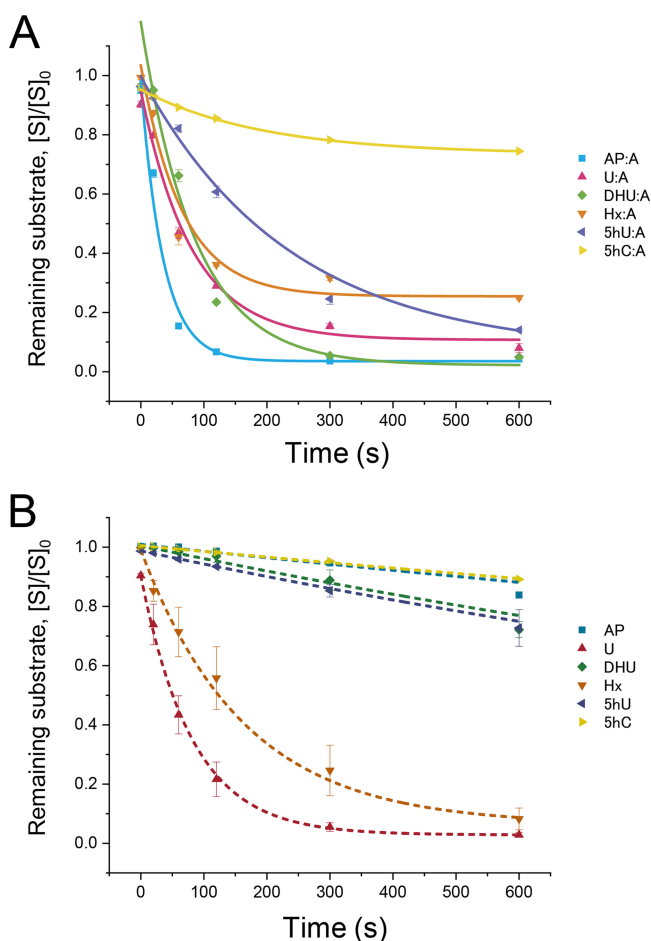 A
Remaining substrate, [S]/[S]0
1.0
0.8
0.6
0.4
0.2
0.0
0 100 200 300 400 500 600
Time (s)
AP:A
U:A
DHU:A
Hx:A
5hU:A
5hC:A
B
Remaining substrate, [S]/[S]0
1.0
0.8
0.6
0.4
0.2
0.0
0 100 200 300 400 500 600
Time (s)
AP
U
DHU
Hx
5hU
5hC